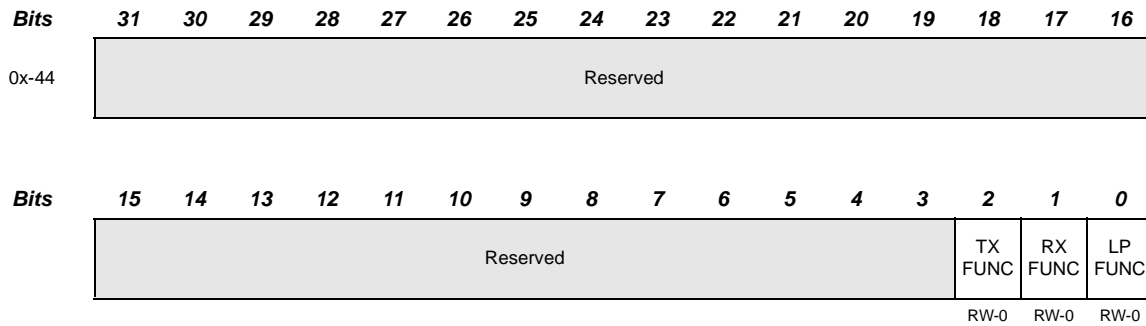 Bits 31 30 29 28 27 26 25 24 23 22 21 20 19 18 17 16
0x-44 Reserved
Bits 15 14 13 12 11 10 9 8 7 6 5 4 3 2 1 0
Reserved TX FUNC RX FUNC LP FUNC
RW-0 RW-0 RW-0